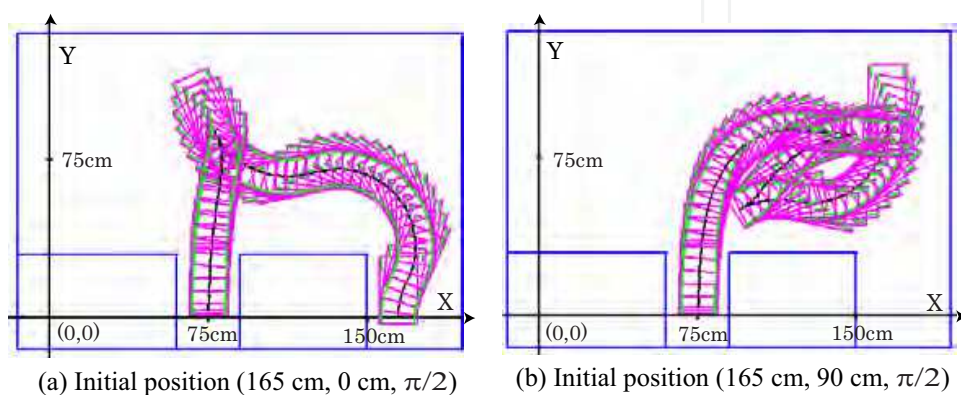 Y
75cm
X
(0,0)
75cm
150cm
(a) Initial position (165 cm, 0 cm, π/2)
Y
75cm
X
(0,0)
75cm
150cm
(b) Initial position (165 cm, 90 cm, π/2)